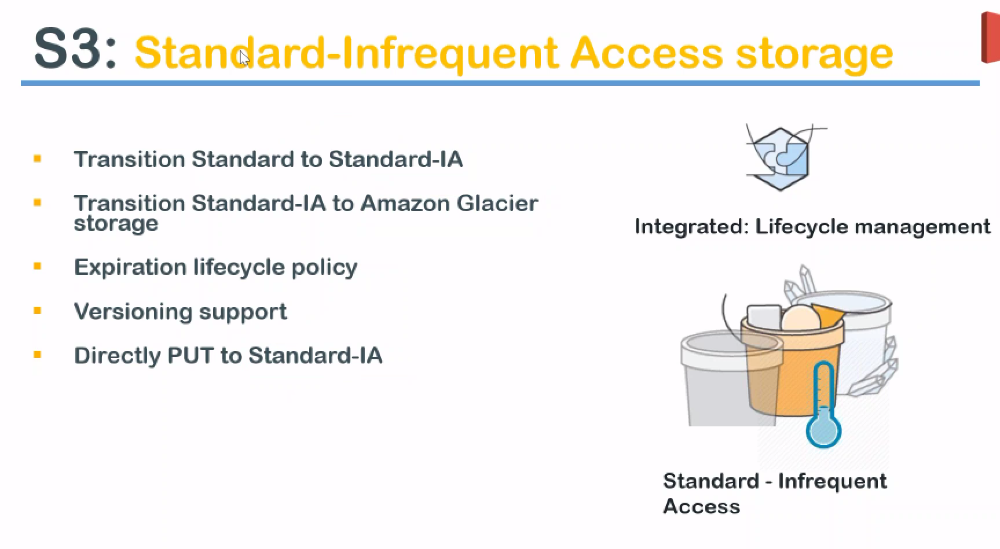 S3: Standard-Infrequent Access storage
Transition Standard to Standard-IA
Transition Standard-IA to Amazon Glacier
storage
Expiration lifecycle policy
Versioning support
Directly PUT to Standard-IA
Integrated: Lifecycle management
Standard - Infrequent
Access